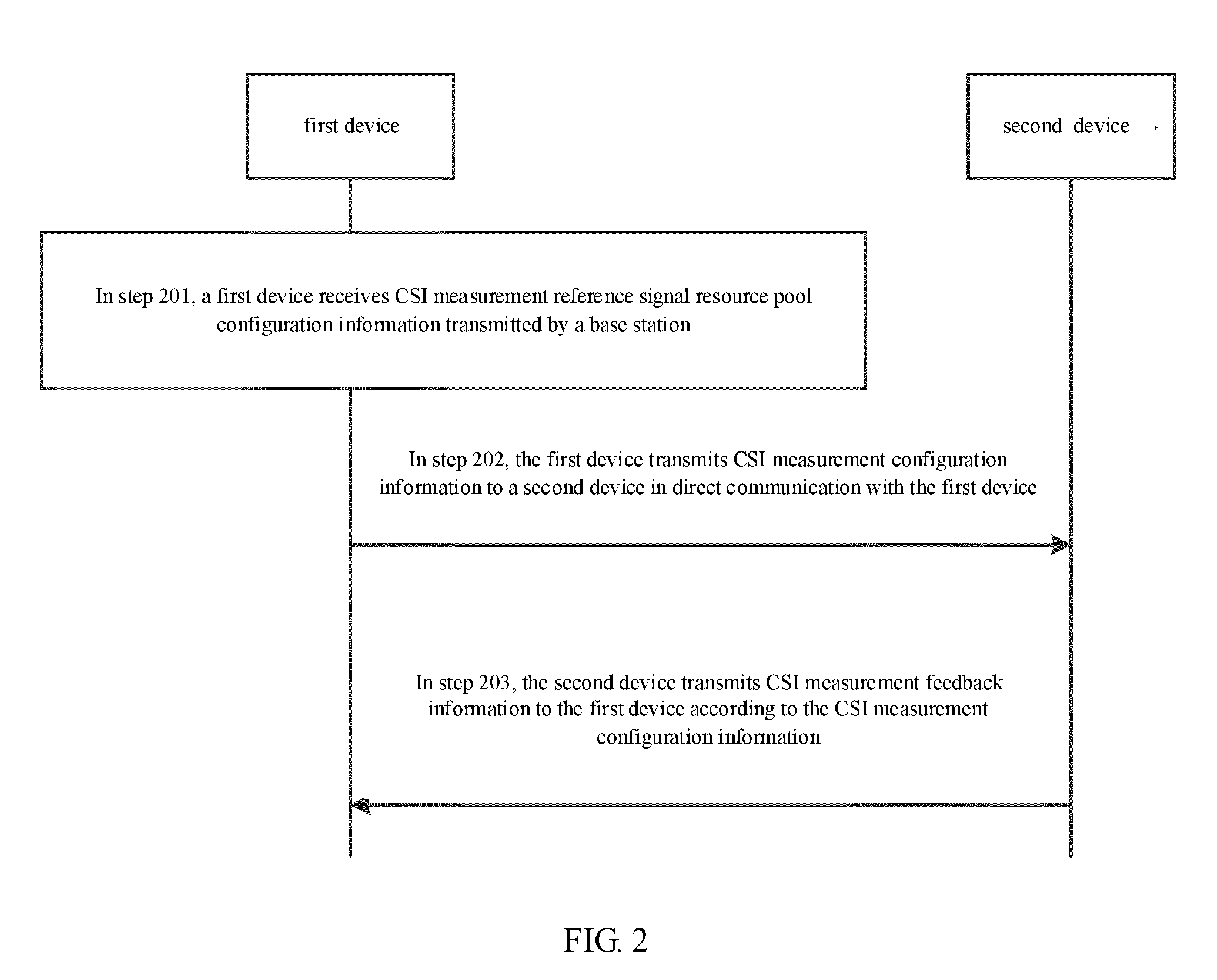 first device
second device
In step 201, a first device receives CSI measurement reference signal resource pool
configuration information transmitted by a base station
In step 202, the first device transmits CSI measurement configuration
information to a second device in direct communication with the first device
In step 203, the second device transmits CSI measurement feedback
information to the first device according to the CSI measurement
configuration information
FIG. 2